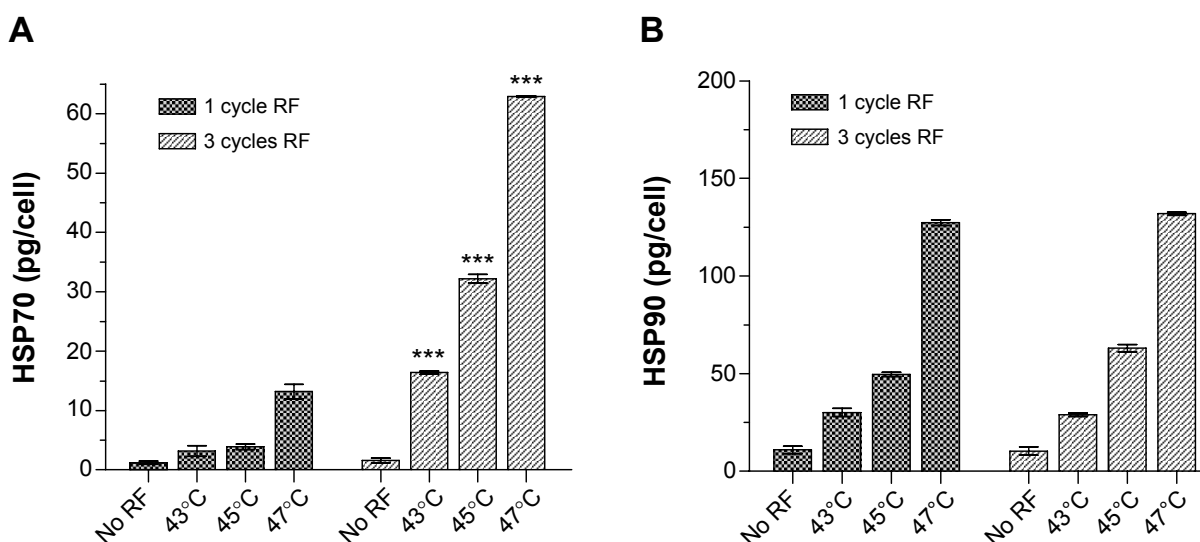 A
HSP70 (pg/cell)
60
50
40
30
20
10
0
1 cycle RF
3 cycles RF
***
***
***
No RF
43°C
45°C
47°C
No RF
43°C
45°C
47°C
B
HSP90 (pg/cell)
200
150
100
50
0
1 cycle RF
3 cycles RF
No RF
43°C
45°C
47°C
No RF
43°C
45°C
47°C